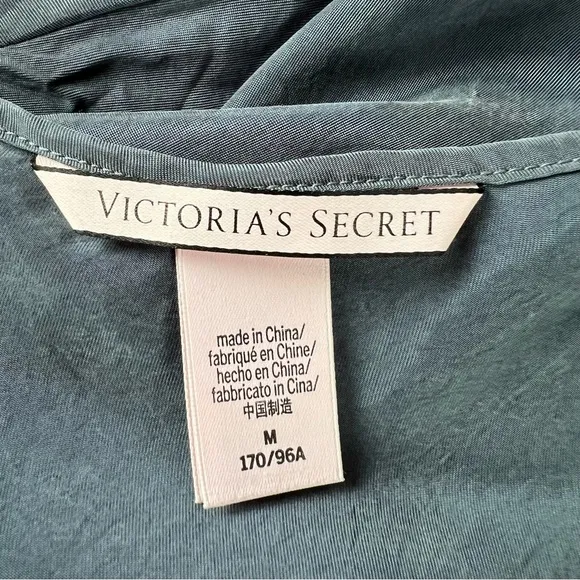 VICTORIA'S SECRET
made in China/
fabriqué en Chine/
hecho en China/
fabbricato in Cina/
中国制造
M
170/96A